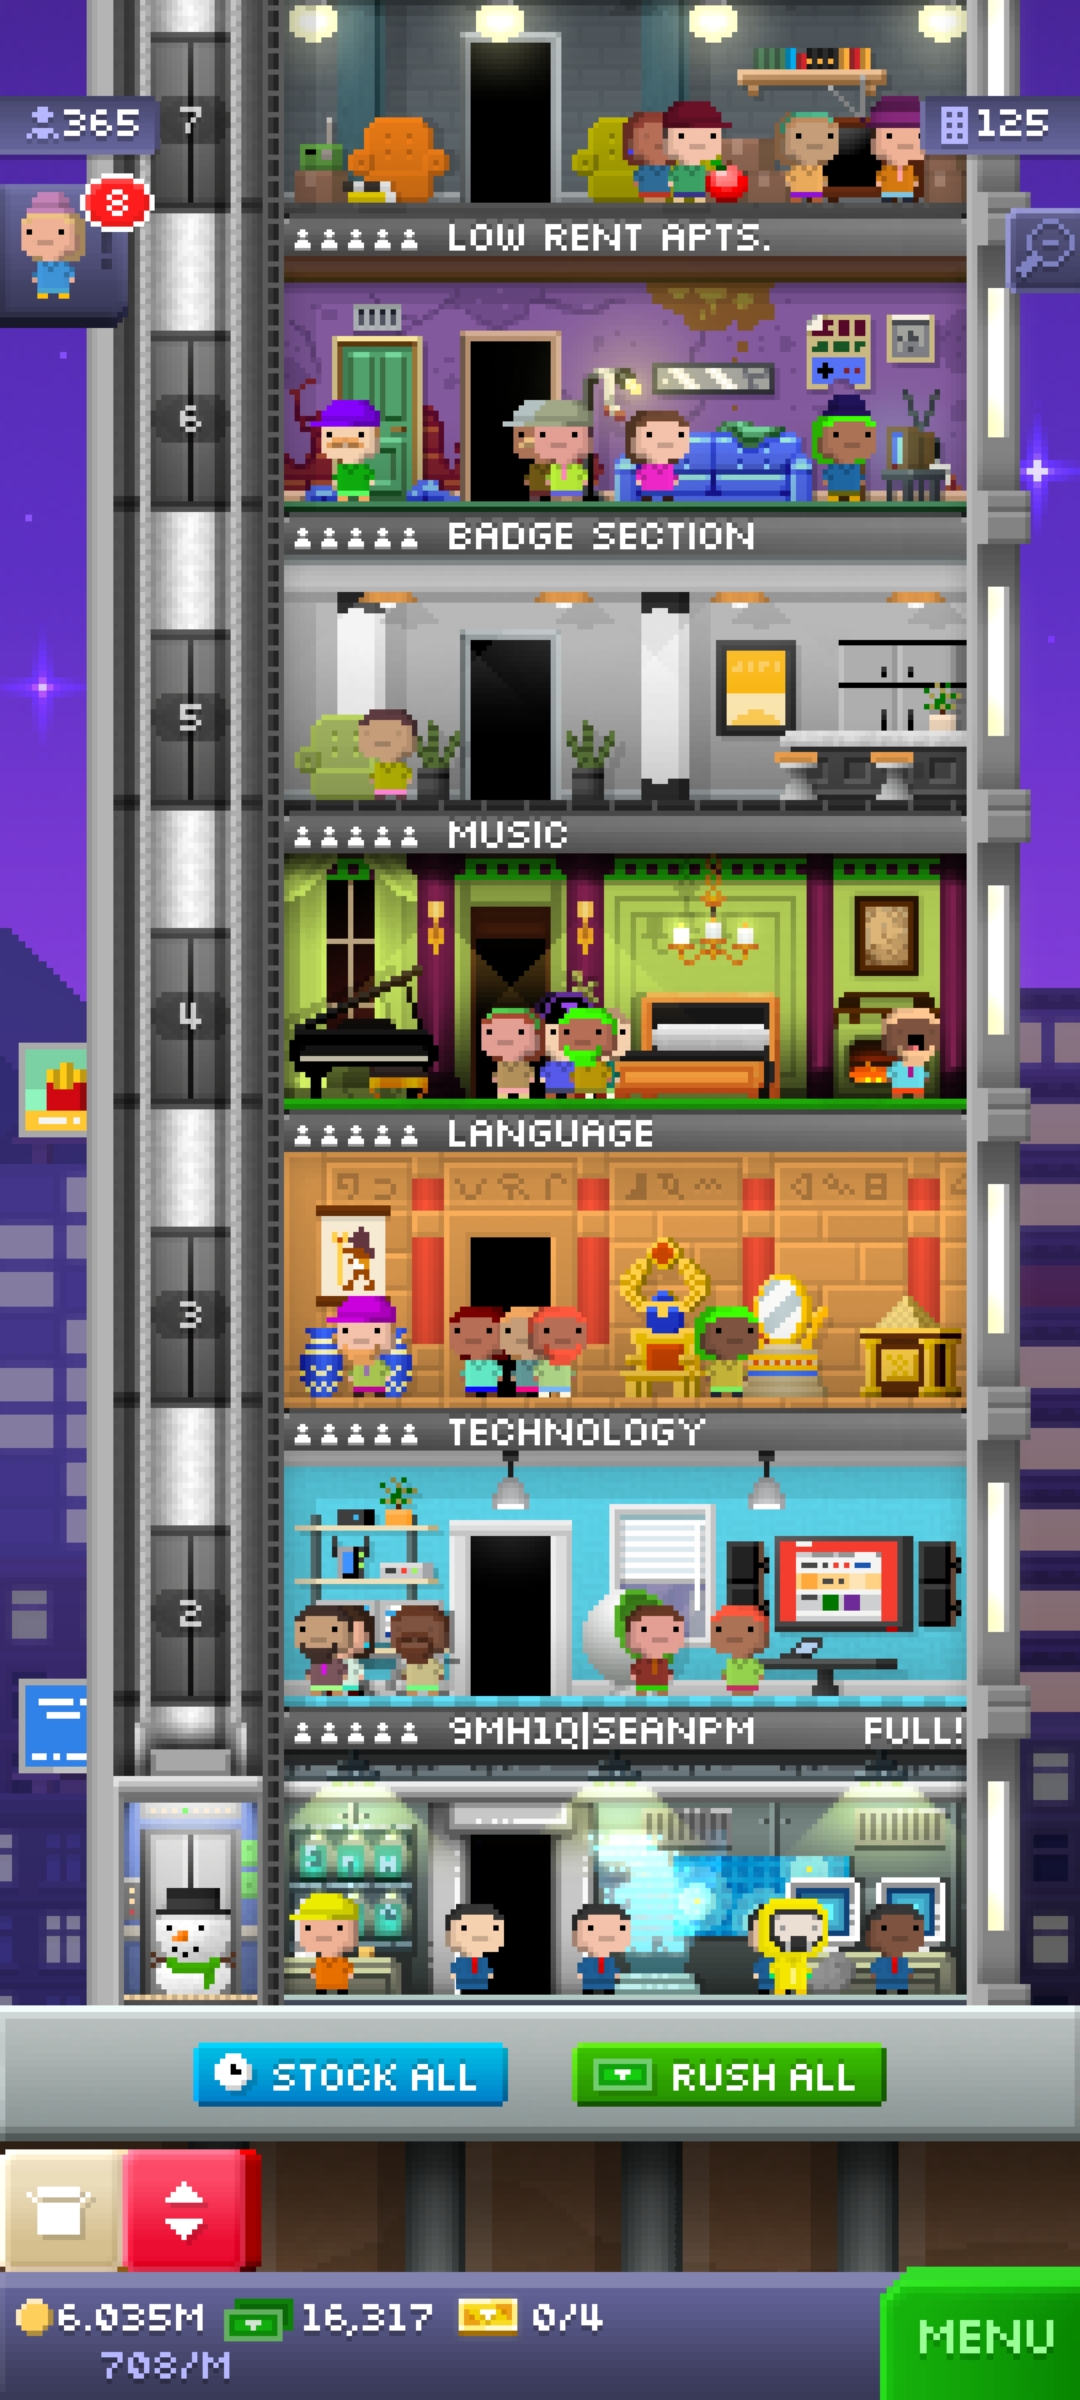 7
365
125
8
LOW RENT APTS.
6
BADGE SECTION
5
MUSIC
4
LANGUAGE
3
TECHNOLOGY
2
9MH1Q|SEANPM FULL!
STOCK ALL
RUSH ALL
6.035M 16,317 0/4
708/M
MENU